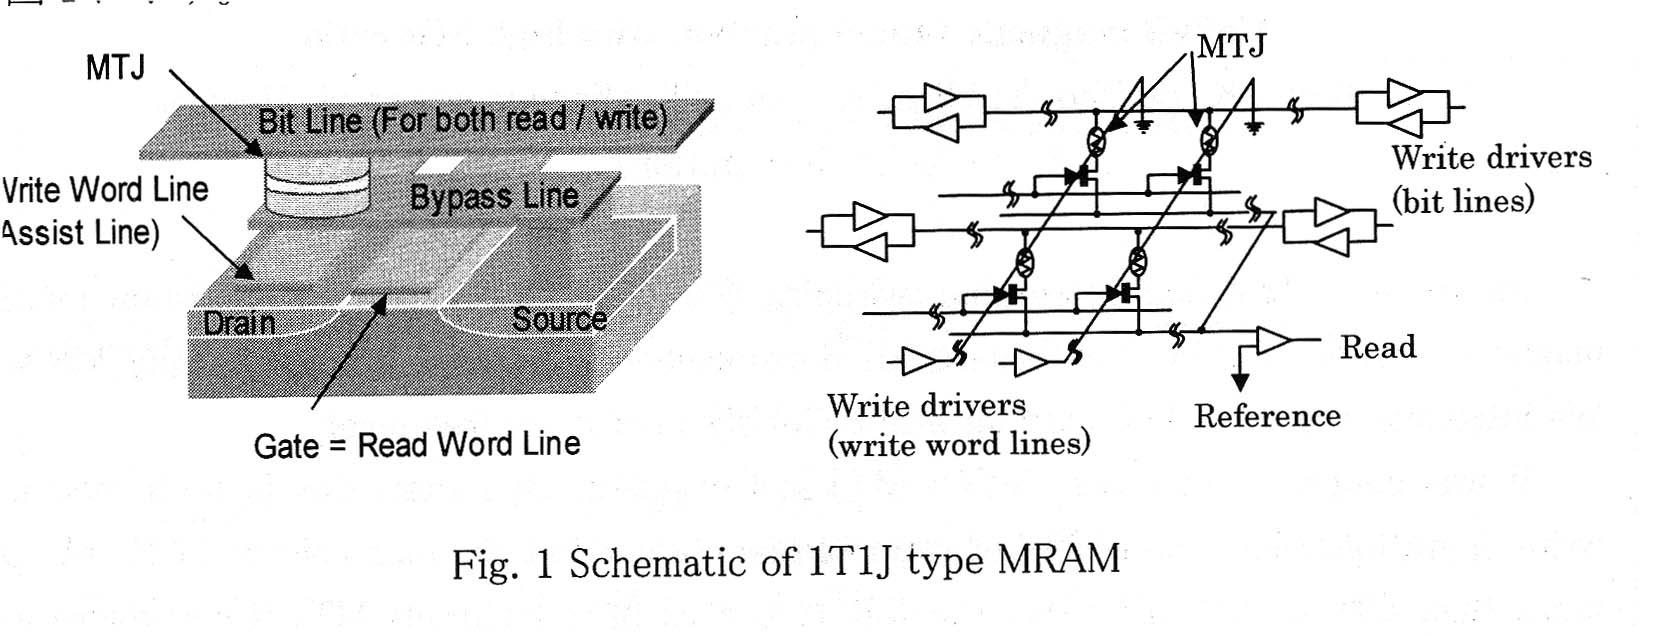 MTJ
Bit Line (For both read / write)
Write Word Line
Assist Line)
Bypass Line
Drain
Source
Gate = Read Word Line
MTJ
Write drivers
(bit lines)
Read
Reference
Write drivers
(write word lines)
Fig. 1 Schematic of 1T1J type MRAM